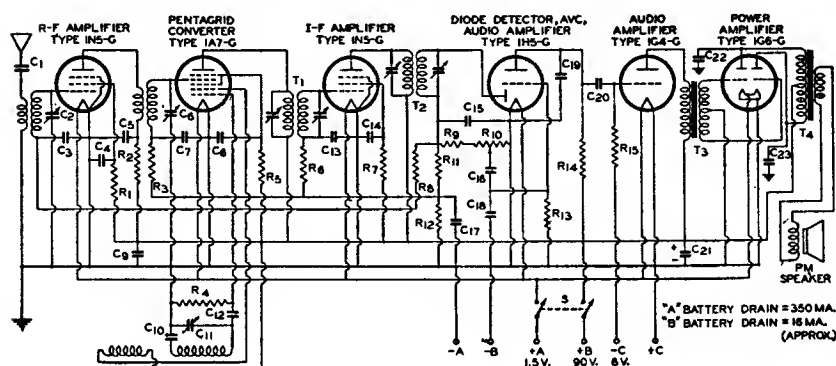 R-F AMPLIFIER
TYPE 1N5-G
PENTAGRID
CONVERTER
TYPE 1A7-G
I-F AMPLIFIER
TYPE 1N5-G
DIODE DETECTOR, AVC,
AUDIO AMPLIFIER
TYPE 1H5-G
AUDIO
AMPLIFIER
TYPE 1G4-G
POWER
AMPLIFIER
TYPE 1G6-G
C1
C2
C3
C4
C5
R1
R2
C9
R3
C6
C7
C8
R5
T1
R6
C13
C14
R7
T2
C15
R8
R9
R10
R11
R12
C16
C17
C18
R13
C19
R14
C20
R15
T3
C21
+
-
C22
C23
T4
PM
SPEAKER
R4
C10
C11
C12
S
-A
-B
+A
1.5 V.
+B
90 V.
-C
6 V.
+C
"A" BATTERY DRAIN = 350 MA.
"B" BATTERY DRAIN = 16 MA.
(APPROX.)